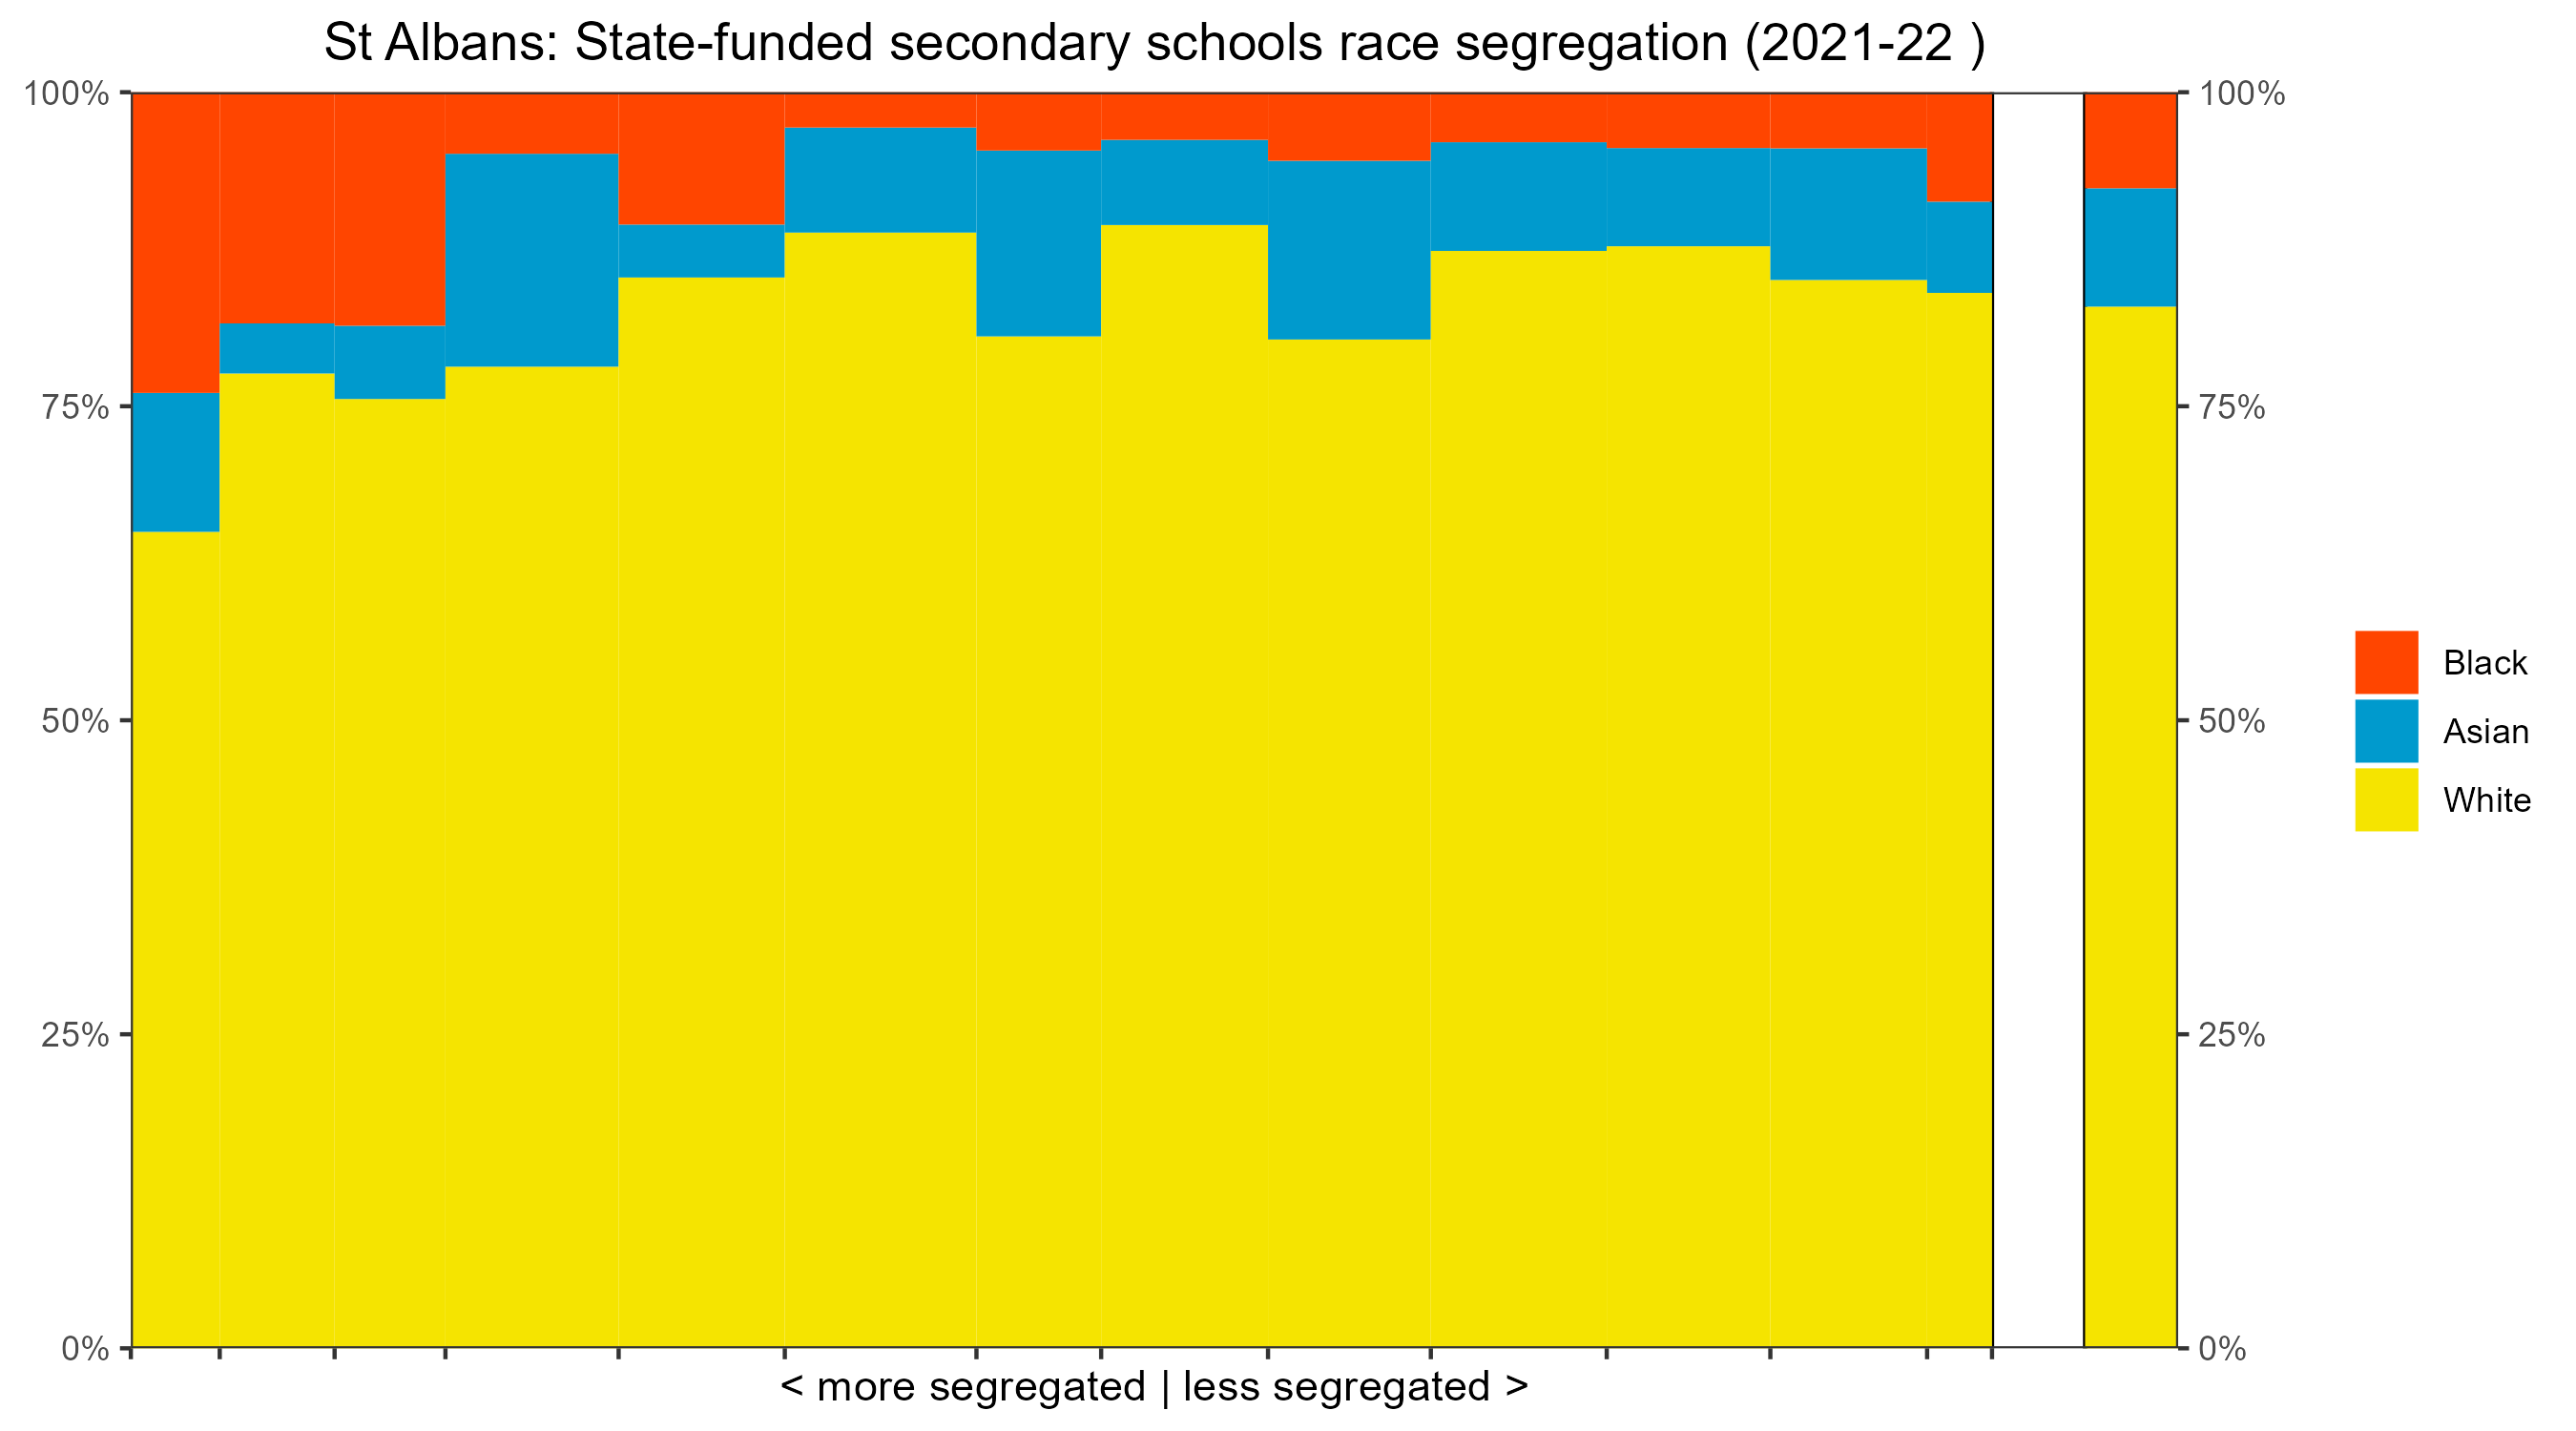 St Albans: State-funded secondary schools race segregation (2021-22 )
100%
75%
50%
25%
0%
100%
75%
50%
25%
0%
Black
Asian
White
< more segregated | less segregated >